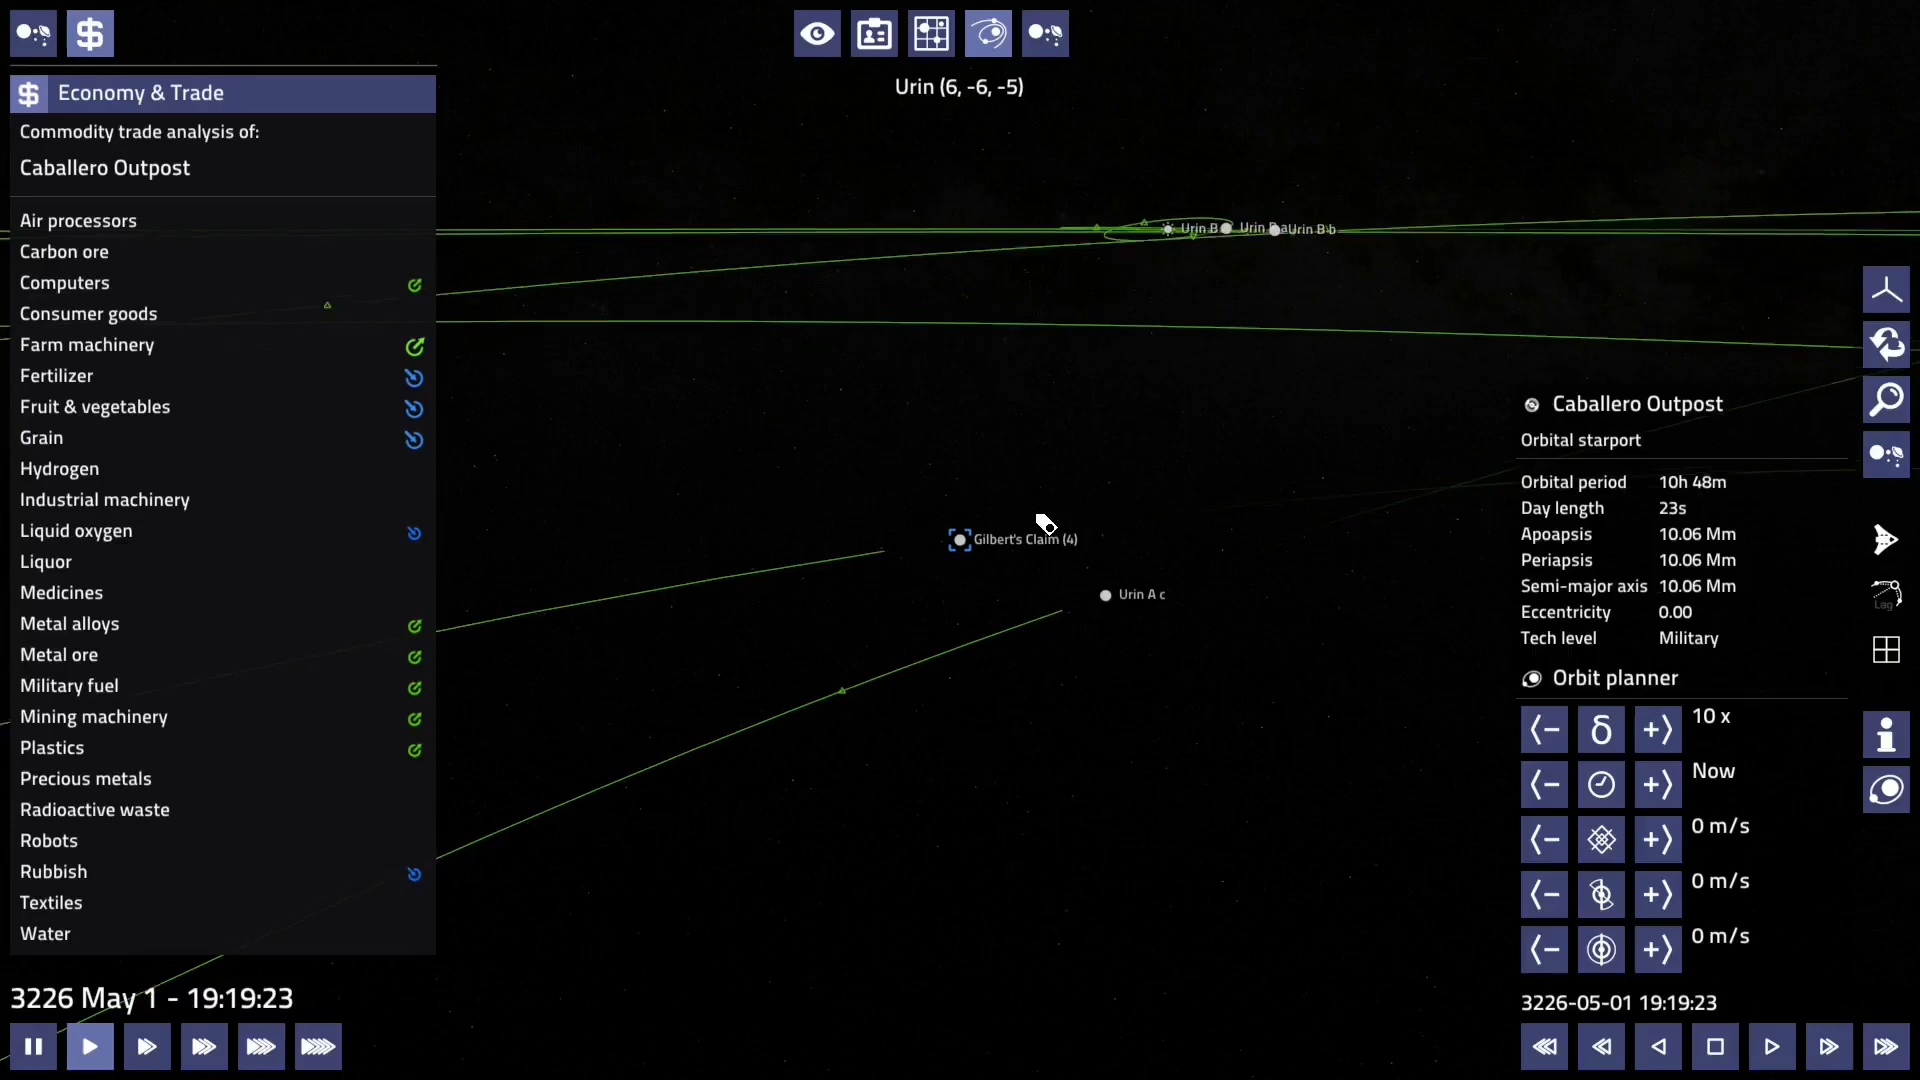 Urin (6, -6, -5)
$ Economy & Trade
Commodity trade analysis of:
Caballero Outpost
Air processors
Carbon ore
Computers
Consumer goods
Farm machinery
Fertilizer
Fruit & vegetables
Grain
Hydrogen
Industrial machinery
Liquid oxygen
Liquor
Medicines
Metal alloys
Metal ore
Military fuel
Mining machinery
Plastics
Precious metals
Radioactive waste
Robots
Rubbish
Textiles
Water
3226 May 1 - 19:19:23
Urin B
Urin B a
Urin B b
Gilbert's Claim (4)
Urin A c
Caballero Outpost
Orbital starport
Orbital period 10h 48m
Day length 23s
Apoapsis 10.06 Mm
Periapsis 10.06 Mm
Semi-major axis 10.06 Mm
Eccentricity 0.00
Tech level Military
Lag
Orbit planner
δ 10 x
Now
0 m/s
0 m/s
0 m/s
3226-05-01 19:19:23